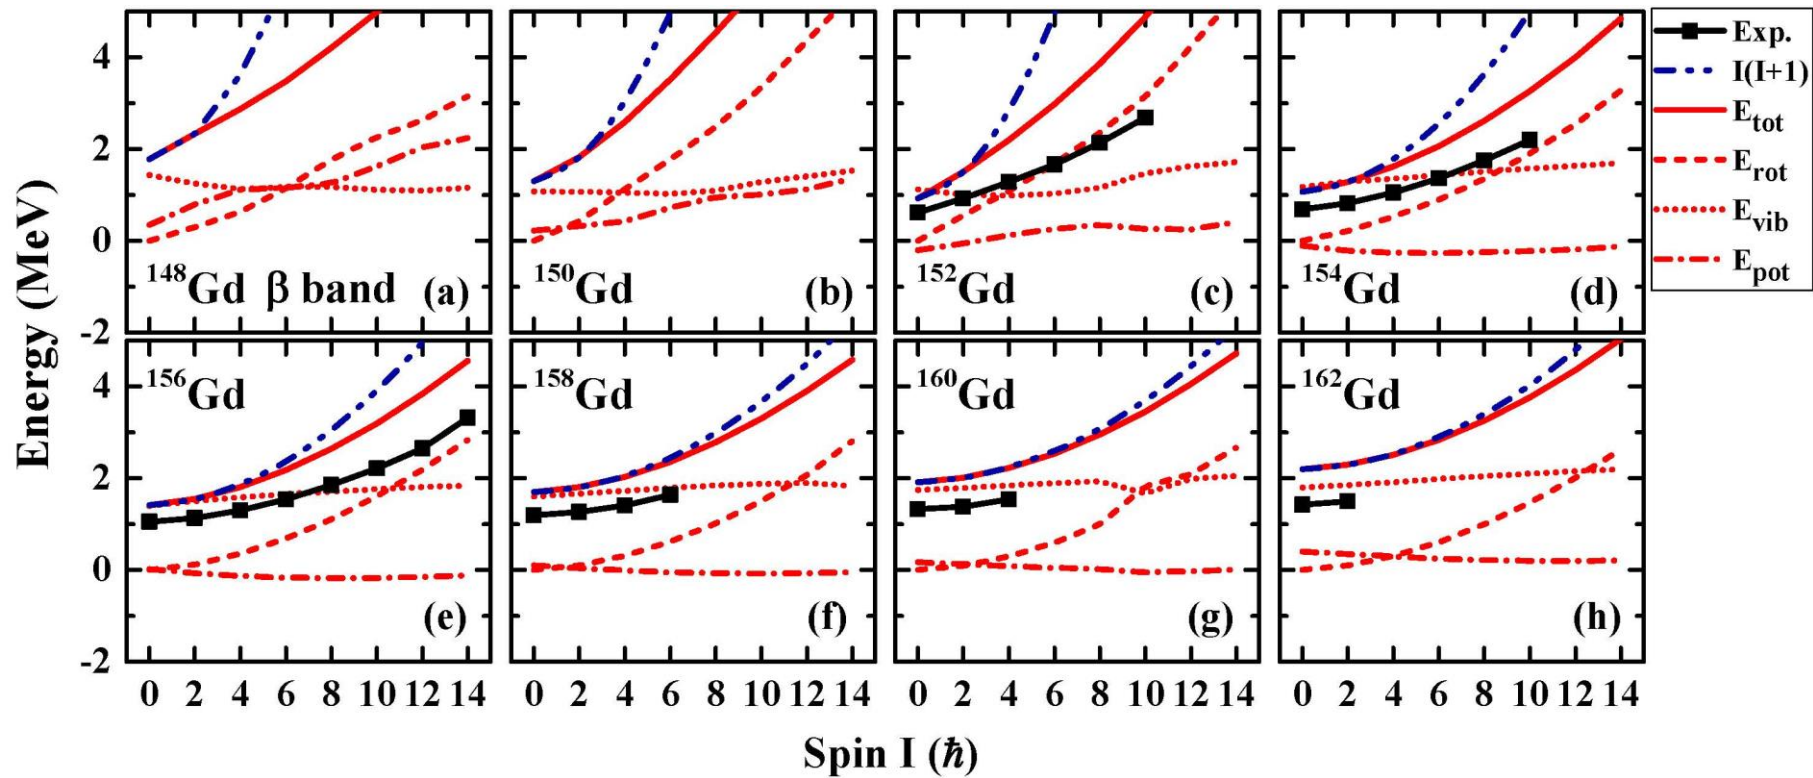 Energy (MeV)
4
2
0
-2
4
2
0
-2
¹⁴⁸Gd β band (a)
¹⁵⁰Gd (b)
¹⁵²Gd (c)
¹⁵⁴Gd (d)
Exp.
I(I+1)
E_tot
E_rot
E_vib
E_pot
¹⁵⁶Gd
(e)
¹⁵⁸Gd
(f)
¹⁶⁰Gd
(g)
¹⁶²Gd
(h)
0 2 4 6 8 10 12 14
0 2 4 6 8 10 12 14
0 2 4 6 8 10 12 14
0 2 4 6 8 10 12 14
Spin I (ℏ)